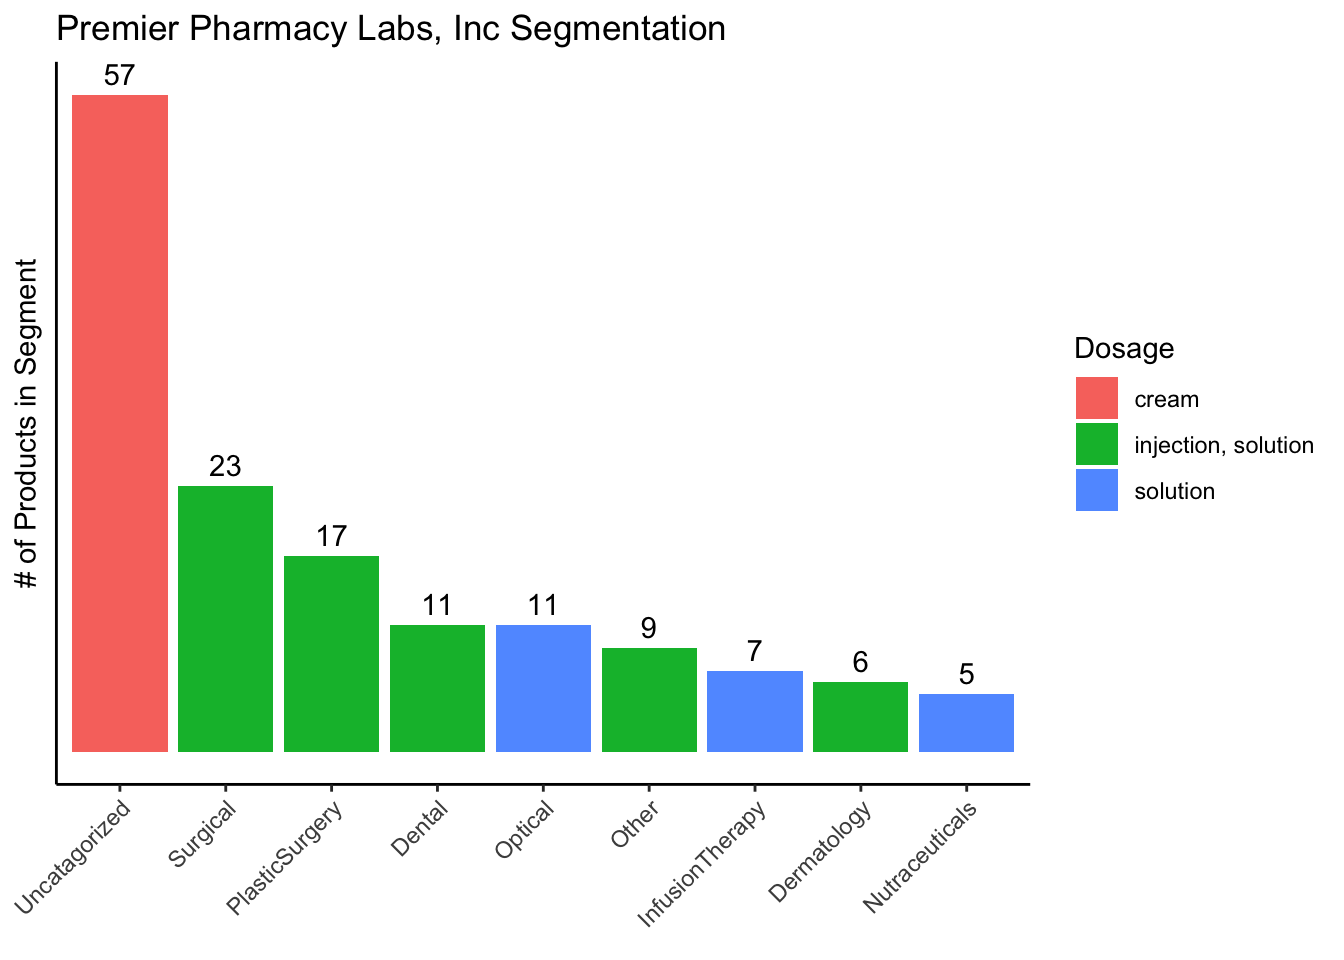 Premier Pharmacy Labs, Inc Segmentation
57
23
17
11
11
9
7
6
5
# of Products in Segment
Uncatagorized
Surgical
PlasticSurgery
Dental
Optical
Other
InfusionTherapy
Dermatology
Nutraceuticals
Dosage
cream
injection, solution
solution